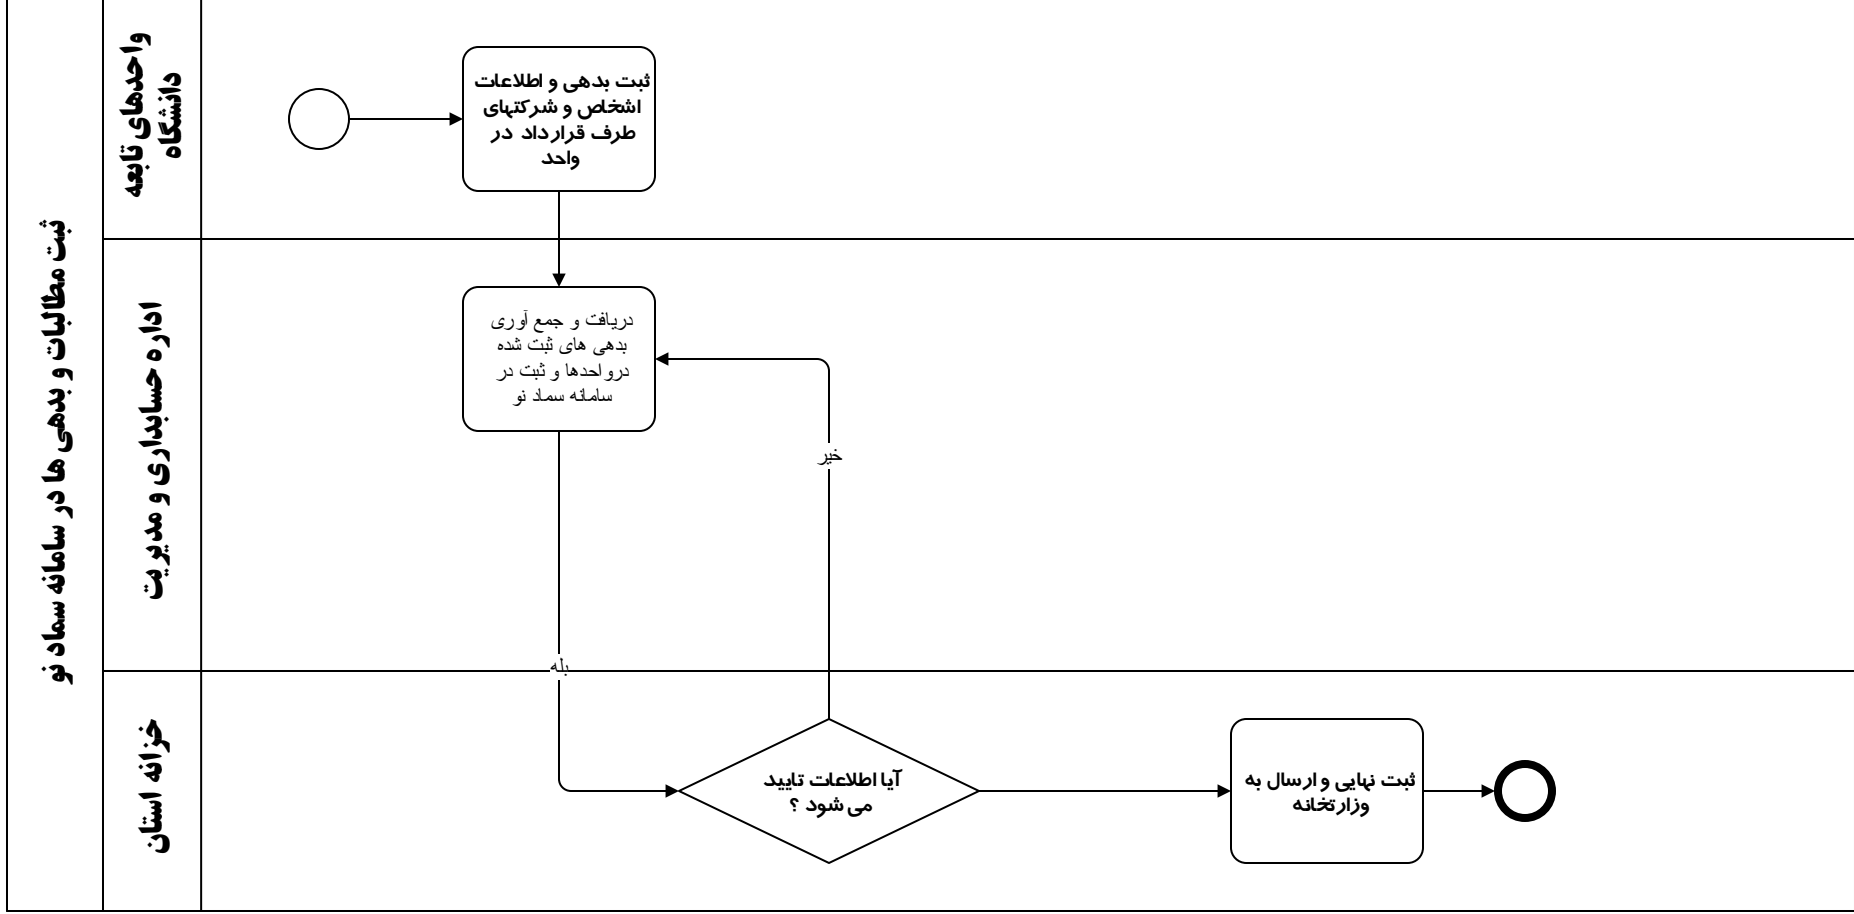 ثبت مطالبات و بدهی ها در سامانه سماد نو
واحدهای تابعه
دانشگاه
ثبت بدهی و اطلاعات
اشخاص و شرکتهای
طرف قرارداد در
واحد
اداره حسابداری و مدیریت
دریافت و جمع آوری
بدهی های ثبت شده
درواحدها و ثبت در
سامانه سماد نو
خیر
بله
خزانه استان
آیا اطلاعات تایید
می شود ؟
ثبت نهایی و ارسال به
وزارتخانه